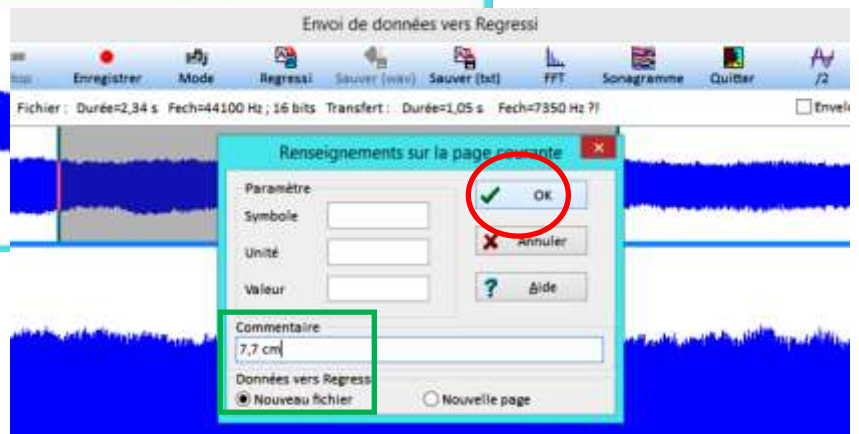 Envoi de données vers Regressi
Enregistrer Mode Regressi Sauver (wav) Sauver (txt) FFT Sonagramme Quitter /2
Fichier : Durée=2,34 s Fech=44100 Hz ; 16 bits Transfert : Durée=1,05 s Fech=7350 Hz ?!
Renseignements sur la page courante
Paramètre
OK
Symbole
Annuler
Unité
Valeur
? Aide
Commentaire
7,7 cm
Données vers Regress
Nouveau fichier Nouvelle page